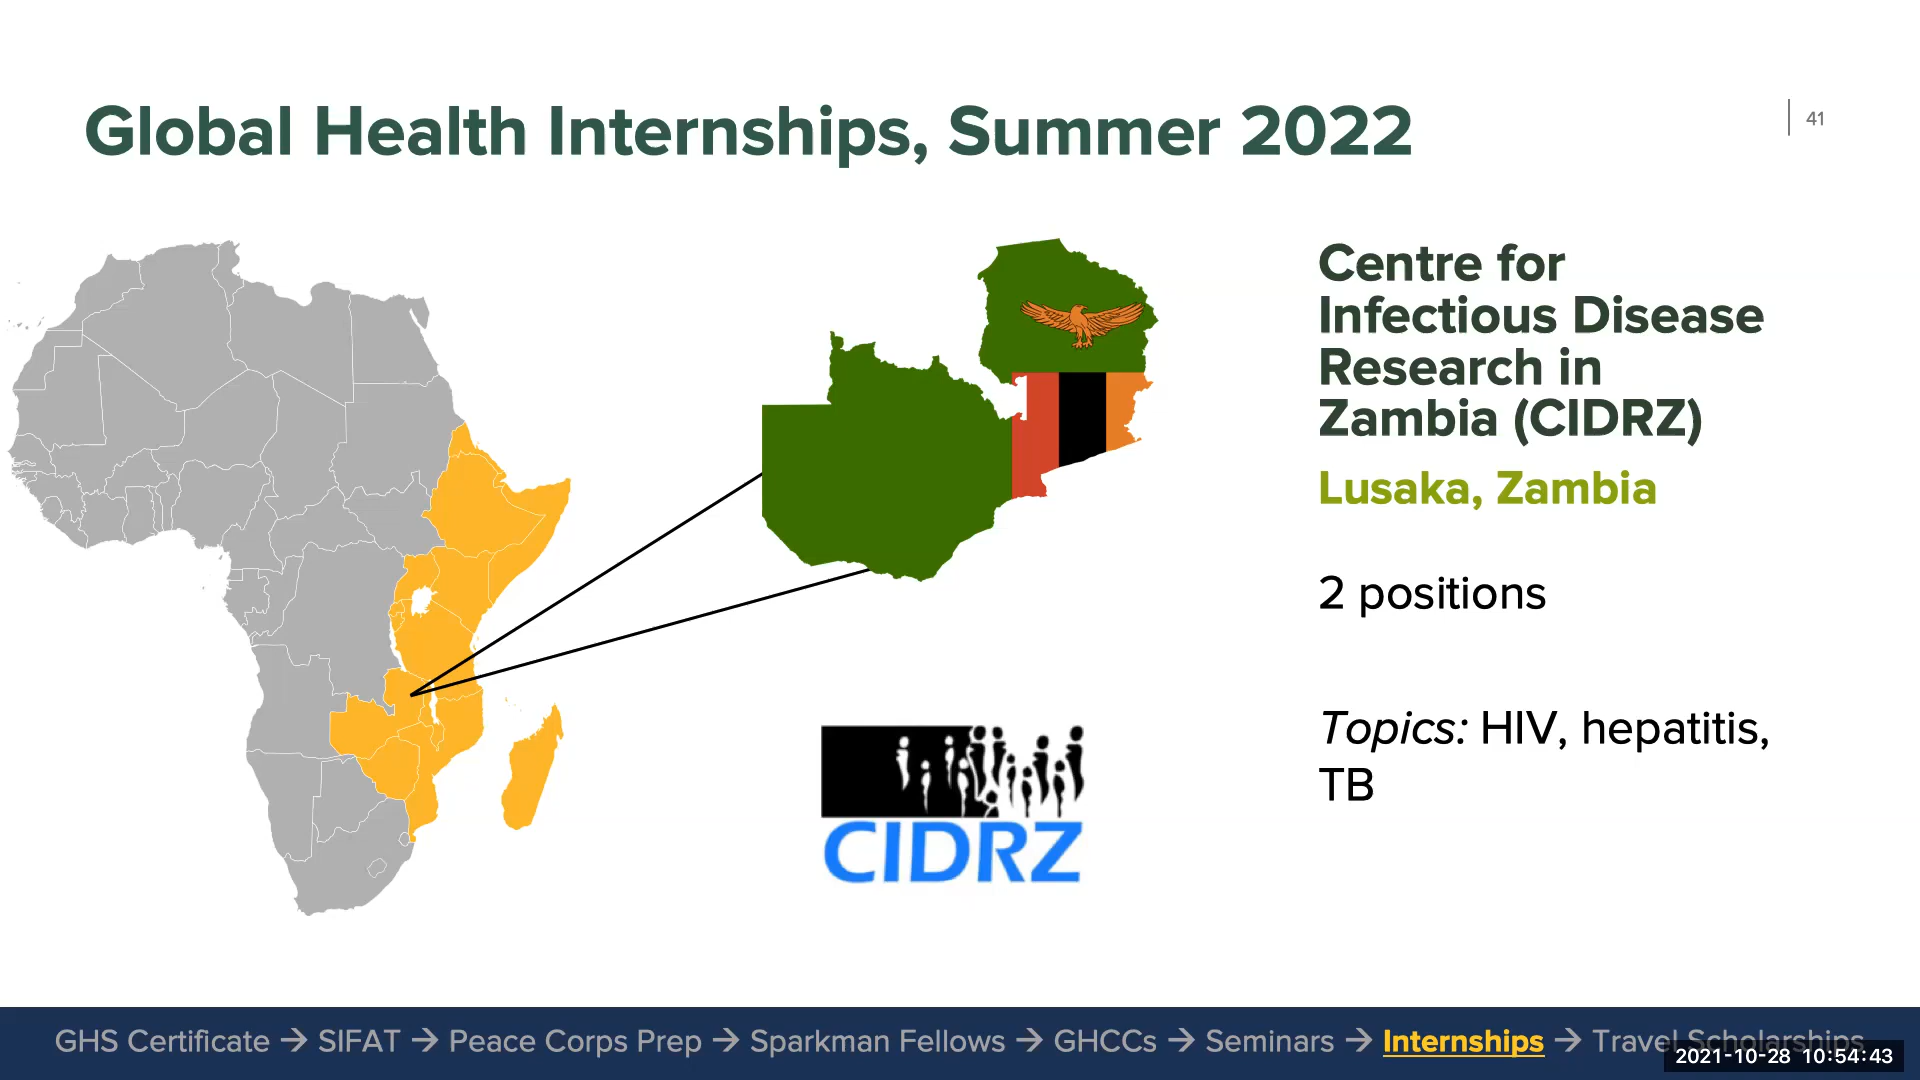 Global Health Internships, Summer 2022
41
Centre for
Infectious Disease
Research in
Zambia (CIDRZ)
Lusaka, Zambia
2 positions
Topics: HIV, hepatitis,
TB
CIDRZ
GHS Certificate → SIFAT → Peace Corps Prep → Sparkman Fellows → GHCCs → Seminars → Internships → Travel Scholarships
2021-10-28 10:54:43